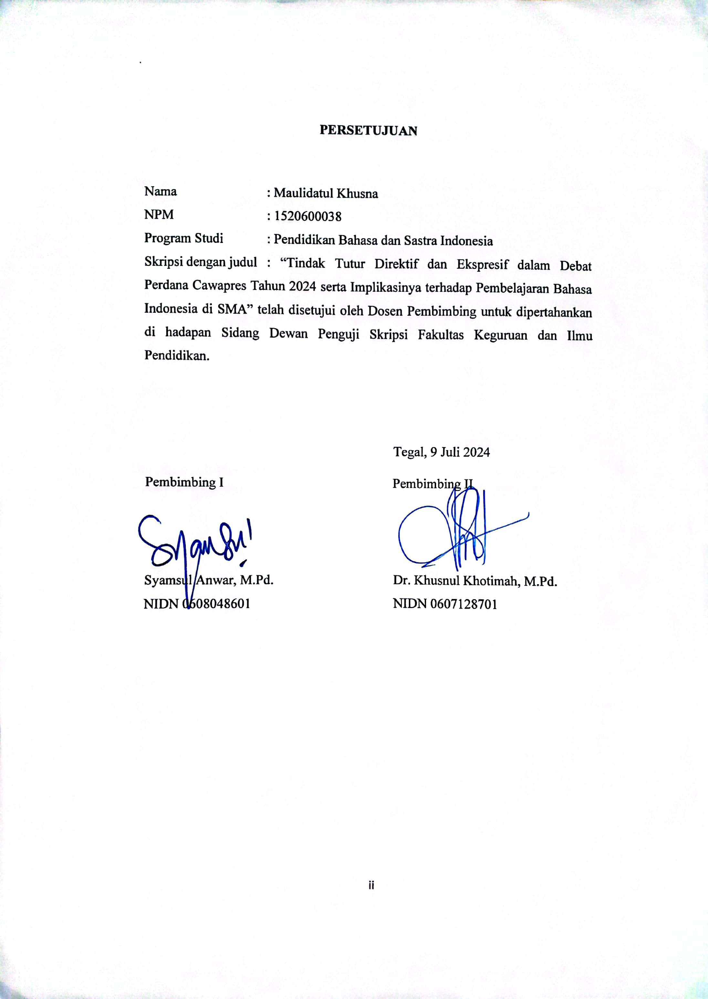 PERSETUJUAN
Nama : Maulidatul Khusna
NPM : 1520600038
Program Studi : Pendidikan Bahasa dan Sastra Indonesia
Skripsi dengan judul : “Tindak Tutur Direktif dan Ekspresif dalam Debat
Perdana Cawapres Tahun 2024 serta Implikasinya terhadap Pembelajaran Bahasa
Indonesia di SMA” telah disetujui oleh Dosen Pembimbing untuk dipertahankan
di hadapan Sidang Dewan Penguji Skripsi Fakultas Keguruan dan Ilmu
Pendidikan.
Tegal, 9 Juli 2024
Pembimbing I
Pembimbing II
Syamsul Anwar, M.Pd.
Dr. Khusnul Khotimah, M.Pd.
NIDN 0608048601
NIDN 0607128701
ii